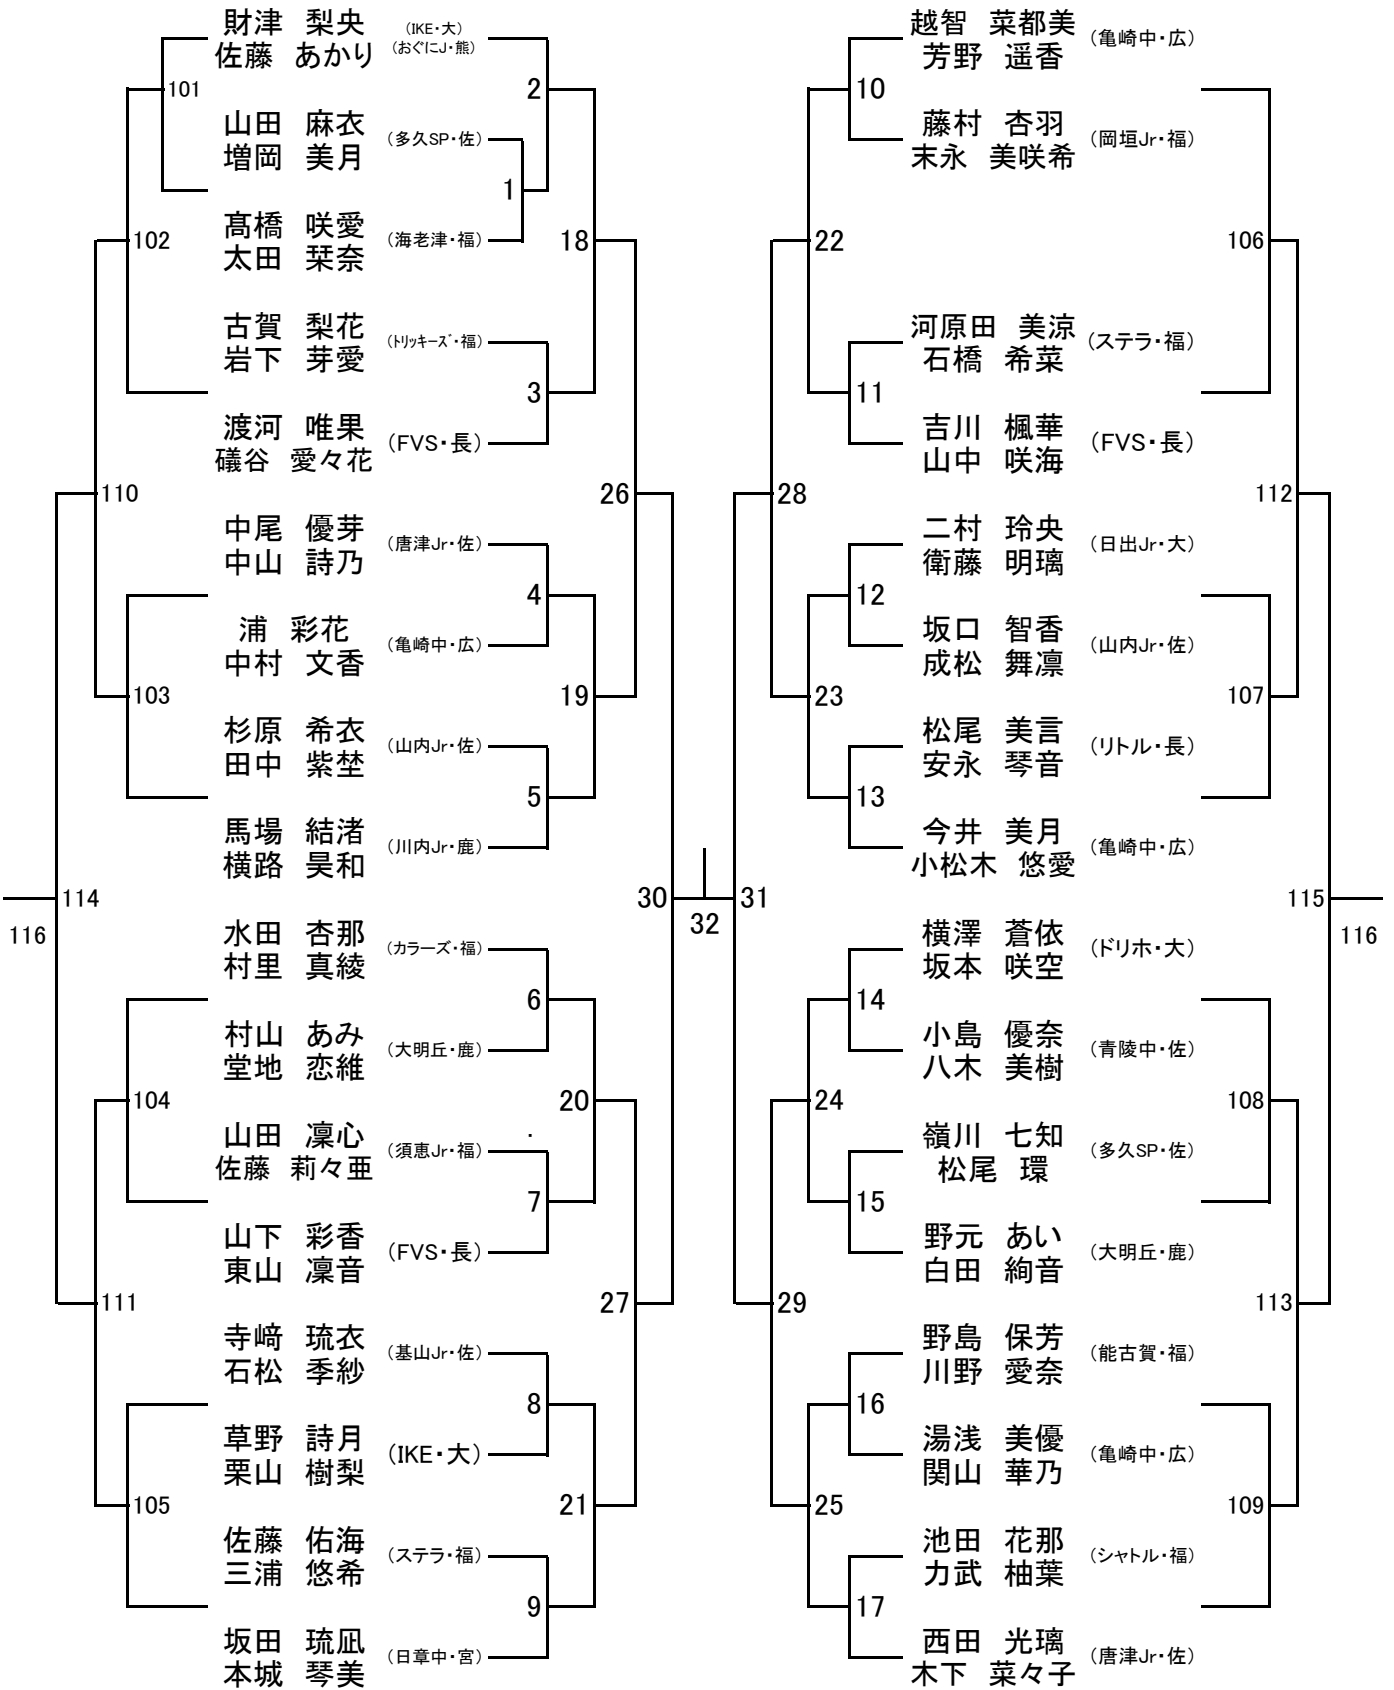 財津 梨央 (IKE・大)
佐藤 あかり (おぐにJ・熊)
101
2
山田 麻衣
増岡 美月
(多久SP・佐)
1
102
髙橋 咲愛
太田 栞奈
(海老津・福)
18
古賀 梨花
岩下 芽愛
(トリッキーズ・福)
3
渡河 唯果
礒谷 愛々花
(FVS・長)
110
26
中尾 優芽
中山 詩乃
(唐津Jr・佐)
4
浦 彩花
中村 文香
(亀崎中・広)
103
19
杉原 希衣
田中 紫埜
(山内Jr・佐)
5
馬場 結渚
横路 昊和
(川内Jr・鹿)
114
116
30
水田 杏那
村里 真綾
(カラーズ・福)
6
村山 あみ
堂地 恋維
(大明丘・鹿)
104
20
山田 凜心
佐藤 莉々亜
(須恵Jr・福)
7
山下 彩香
東山 凜音
(FVS・長)
111
27
寺﨑 琉衣
石松 季紗
(基山Jr・佐)
8
草野 詩月
栗山 樹梨
(IKE・大)
105
21
佐藤 佑海
三浦 悠希
(ステラ・福)
9
坂田 琉凪
本城 琴美
(日章中・宮)
32
越智 菜都美
芳野 遥香
(亀崎中・広)
10
藤村 杏羽
末永 美咲希
(岡垣Jr・福)
22
106
河原田 美涼
石橋 希菜
(ステラ・福)
11
吉川 楓華
山中 咲海
(FVS・長)
28
112
二村 玲央
衛藤 明璃
(日出Jr・大)
12
坂口 智香
成松 舞凛
(山内Jr・佐)
23
107
松尾 美言
安永 琴音
(リトル・長)
13
今井 美月
小松木 悠愛
(亀崎中・広)
31
115
116
横澤 蒼依
坂本 咲空
(ドリホ・大)
14
小島 優奈
八木 美樹
(青陵中・佐)
24
108
嶺川 七知
松尾 環
(多久SP・佐)
15
野元 あい
白田 絢音
(大明丘・鹿)
29
113
野島 保芳
川野 愛奈
(能古賀・福)
16
湯浅 美優
関山 華乃
(亀崎中・広)
25
109
池田 花那
力武 柚葉
(シャトル・福)
17
西田 光璃
木下 菜々子
(唐津Jr・佐)